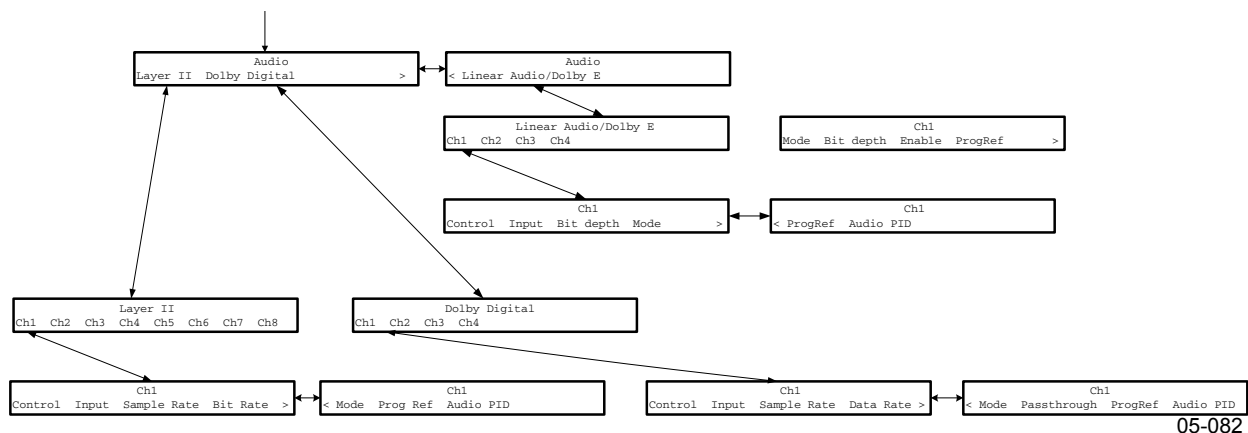 Audio
Layer II Dolby Digital >
Audio
< Linear Audio/Dolby E
Linear Audio/Dolby E
Ch1 Ch2 Ch3 Ch4
Ch1
Mode Bit depth Enable ProgRef >
Ch1
Control Input Bit depth Mode >
Ch1
< ProgRef Audio PID
Layer II
Ch1 Ch2 Ch3 Ch4 Ch5 Ch6 Ch7 Ch8
Dolby Digital
Ch1 Ch2 Ch3 Ch4
Ch1
Control Input Sample Rate Bit Rate >
Ch1
< Mode Prog Ref Audio PID
Ch1
Control Input Sample Rate Data Rate >
Ch1
< Mode Passthrough ProgRef Audio PID
05-082